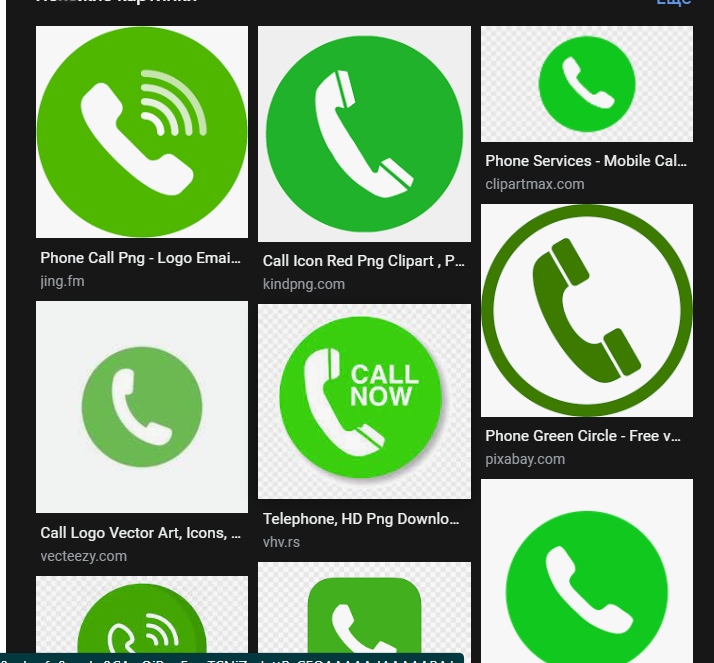 Похожие картинки
ЕЩЁ
Phone Call Png - Logo Emai...
jing.fm
Call Icon Red Png Clipart , P...
kindpng.com
Phone Services - Mobile Cal...
clipartmax.com
CALL
NOW
Phone Green Circle - Free v...
pixabay.com
Call Logo Vector Art, Icons, ...
vecteezy.com
Telephone, HD Png Downlo...
vhv.rs